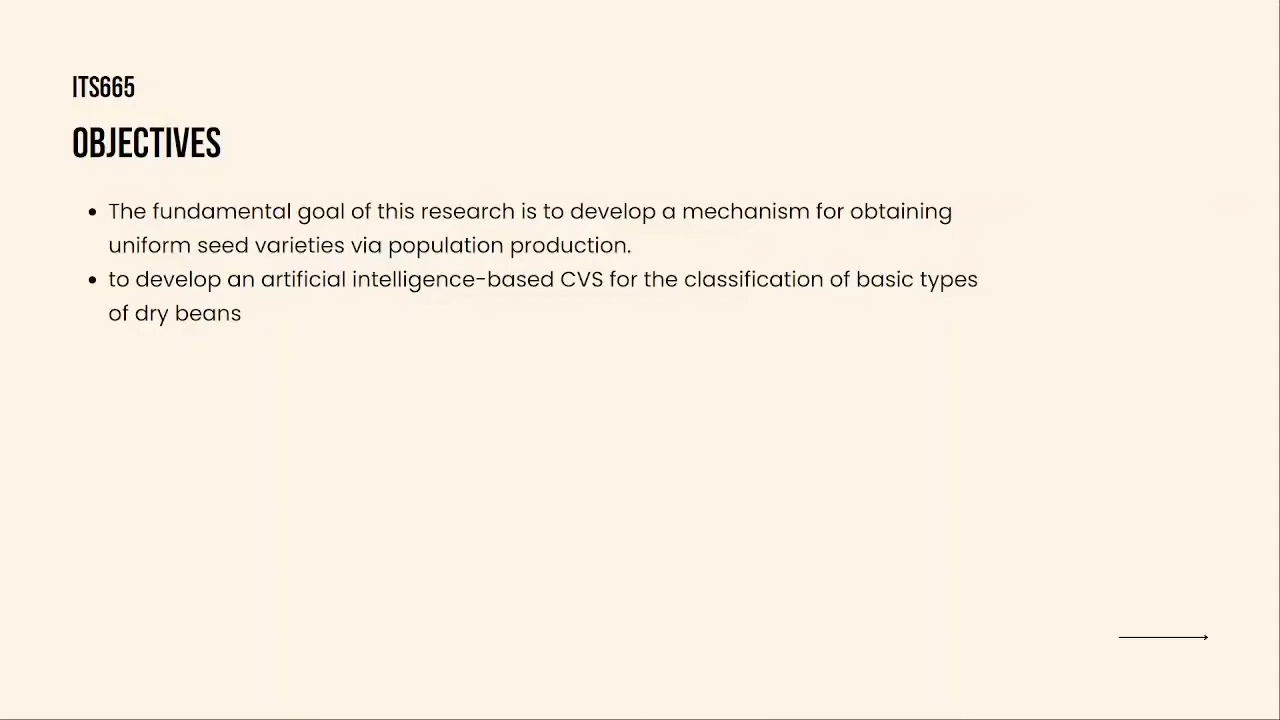 ITS665
OBJECTIVES
• The fundamental goal of this research is to develop a mechanism for obtaining
uniform seed varieties via population production.
• to develop an artificial intelligence-based CVS for the classification of basic types
of dry beans